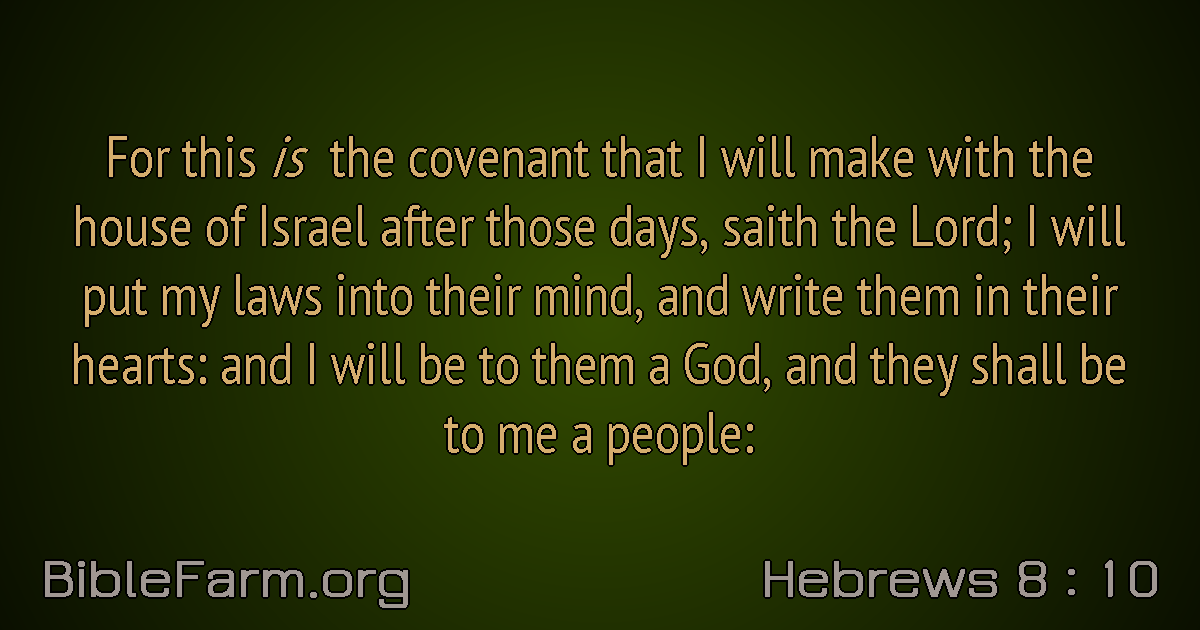 For this is the covenant that I will make with the
house of Israel after those days, saith the Lord; I will
put my laws into their mind, and write them in their
hearts: and I will be to them a God, and they shall be
to me a people:
BibleFarm.org
Hebrews 8 : 10